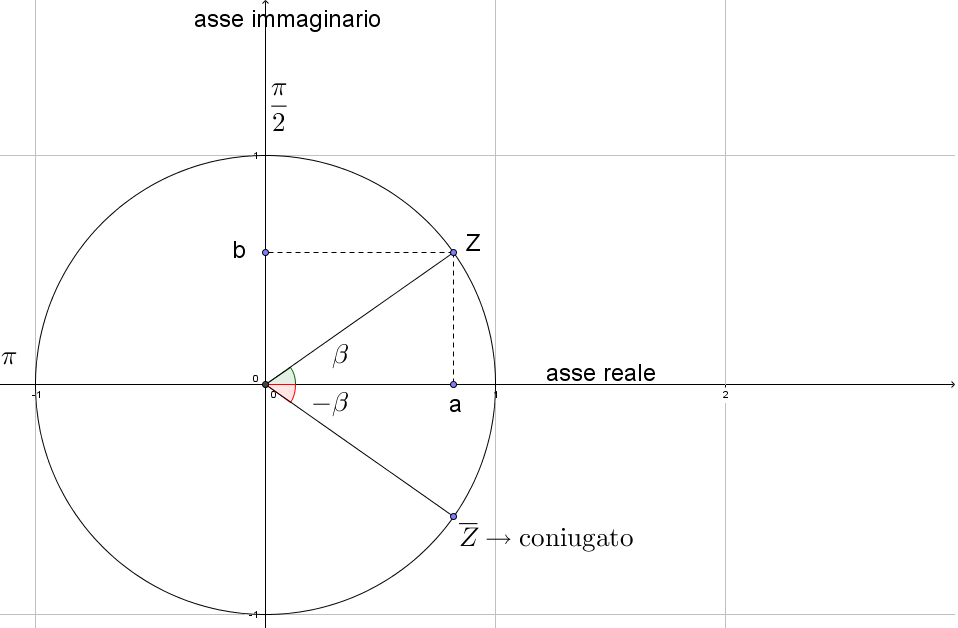 asse immaginario
π/2
1
b
Z
π
β
0
asse reale
-1
0
1
2
−β
a
Z̅ → coniugato
-1